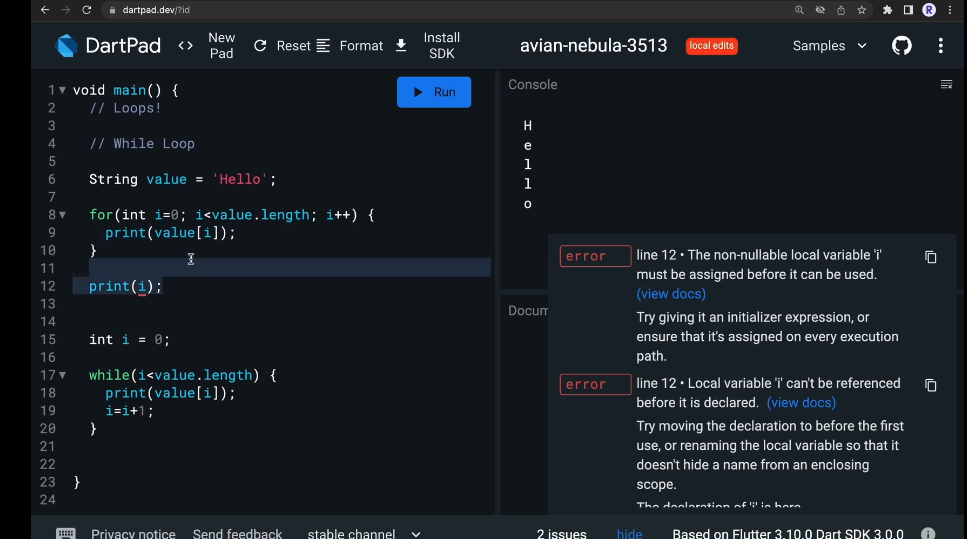 dartpad.dev/?id
R
DartPad
<> New Pad
Reset
Format
Install SDK
avian-nebula-3513
local edits
Samples
1 void main() {
2 // Loops!
3
4 // While Loop
5
6 String value = 'Hello';
7
8 for(int i=0; i<value.length; i++) {
9 print(value[i]);
10 }
11
12 print(i);
13
14
15 int i = 0;
16
17 while(i<value.length) {
18 print(value[i]);
19 i=i+1;
20 }
21
22
23 }
24
Run
Console
H
e
l
l
o
error line 12 • The non-nullable local variable 'i'
must be assigned before it can be used.
(view docs)
Try giving it an initializer expression, or
ensure that it's assigned on every execution
path.
error line 12 • Local variable 'i' can't be referenced
before it is declared. (view docs)
Try moving the declaration to before the first
use, or renaming the local variable so that it
doesn't hide a name from an enclosing
scope.
The declaration of 'i' is here
Docum
Privacy notice
Send feedback
stable channel
2 issues
hide
Based on Flutter 3.10.0 Dart SDK 3.0.0